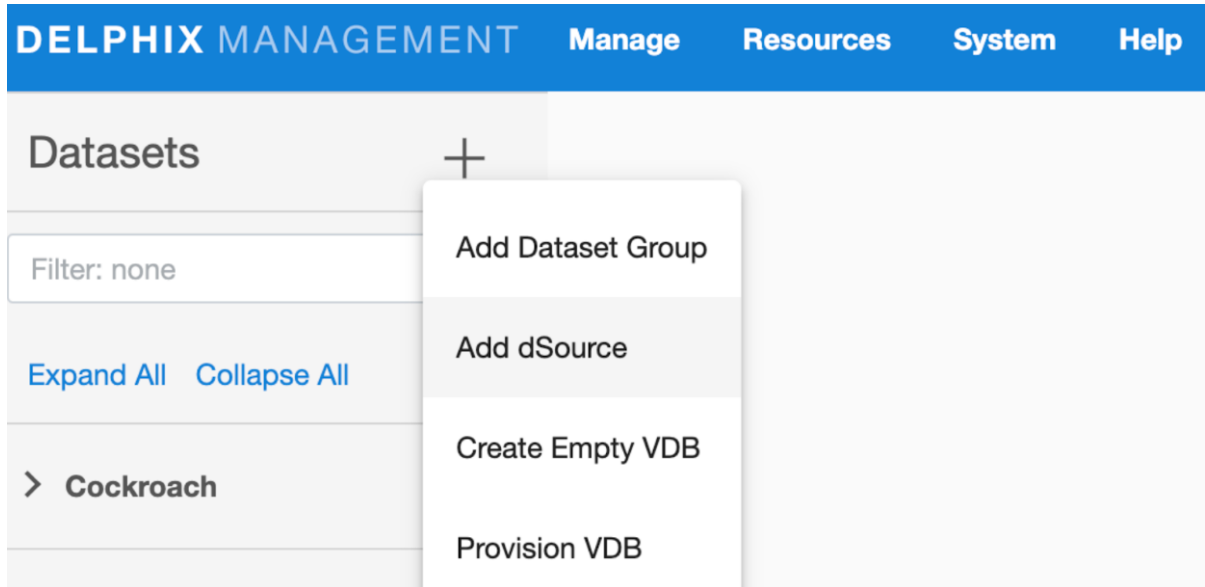 DELPHIX MANAGEMENT Manage Resources System Help
Datasets
Add Dataset Group
Filter: none
Add dSource
Expand All Collapse All
Create Empty VDB
Cockroach
Provision VDB